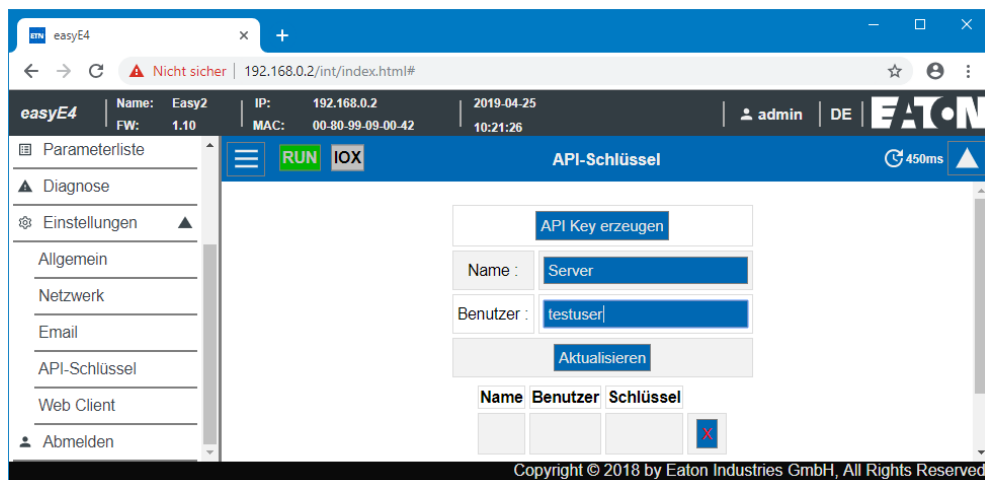 ETN easyE4
Nicht sicher | 192.168.0.2/int/index.html#
easyE4 Name: Easy2 IP: 192.168.0.2 2019-04-25 admin DE EATON
FW: 1.10 MAC: 00-80-99-09-00-42 10:21:26
Parameterliste
RUN IOX API-Schlüssel 450ms
Diagnose
Einstellungen
Allgemein
Netzwerk
Email
API-Schlüssel
Web Client
Abmelden
API Key erzeugen
Name : Server
Benutzer : testuser
Aktualisieren
Name Benutzer Schlüssel
X
Copyright © 2018 by Eaton Industries GmbH, All Rights Reserved